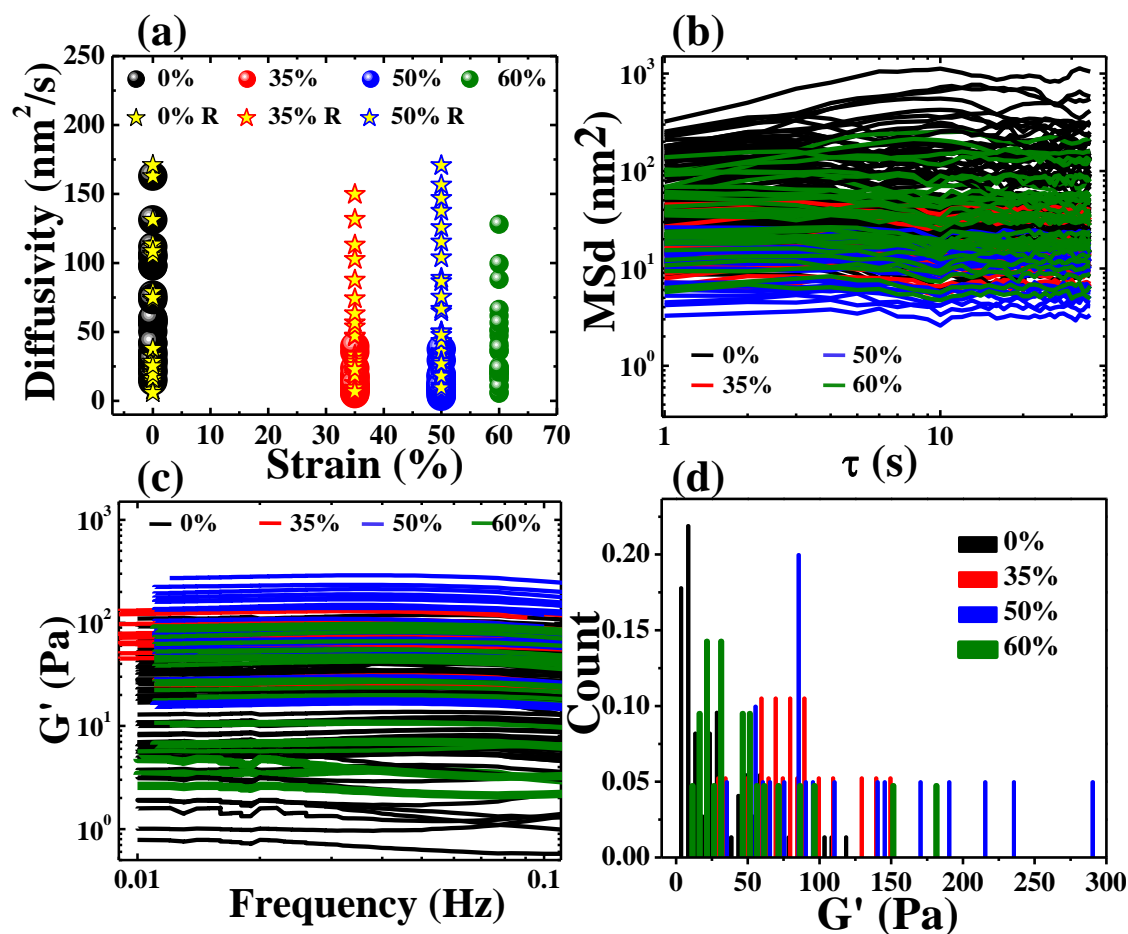 (a)
Diffusivity (nm²/s)
250
200
150
100
50
0
0% 35% 50% 60%
0% R 35% R 50% R
0 10 20 30 40 50 60 70
Strain (%)
(b)
MSd (nm²)
10³
10²
10¹
10⁰
0% 50%
35% 60%
1 10
τ (s)
(c)
G' (Pa)
10³
10²
10¹
10⁰
0% 35% 50% 60%
0.01 0.1
Frequency (Hz)
(d)
Count
0.20
0.15
0.10
0.05
0.00
0%
35%
50%
60%
0 50 100 150 200 250 300
G' (Pa)